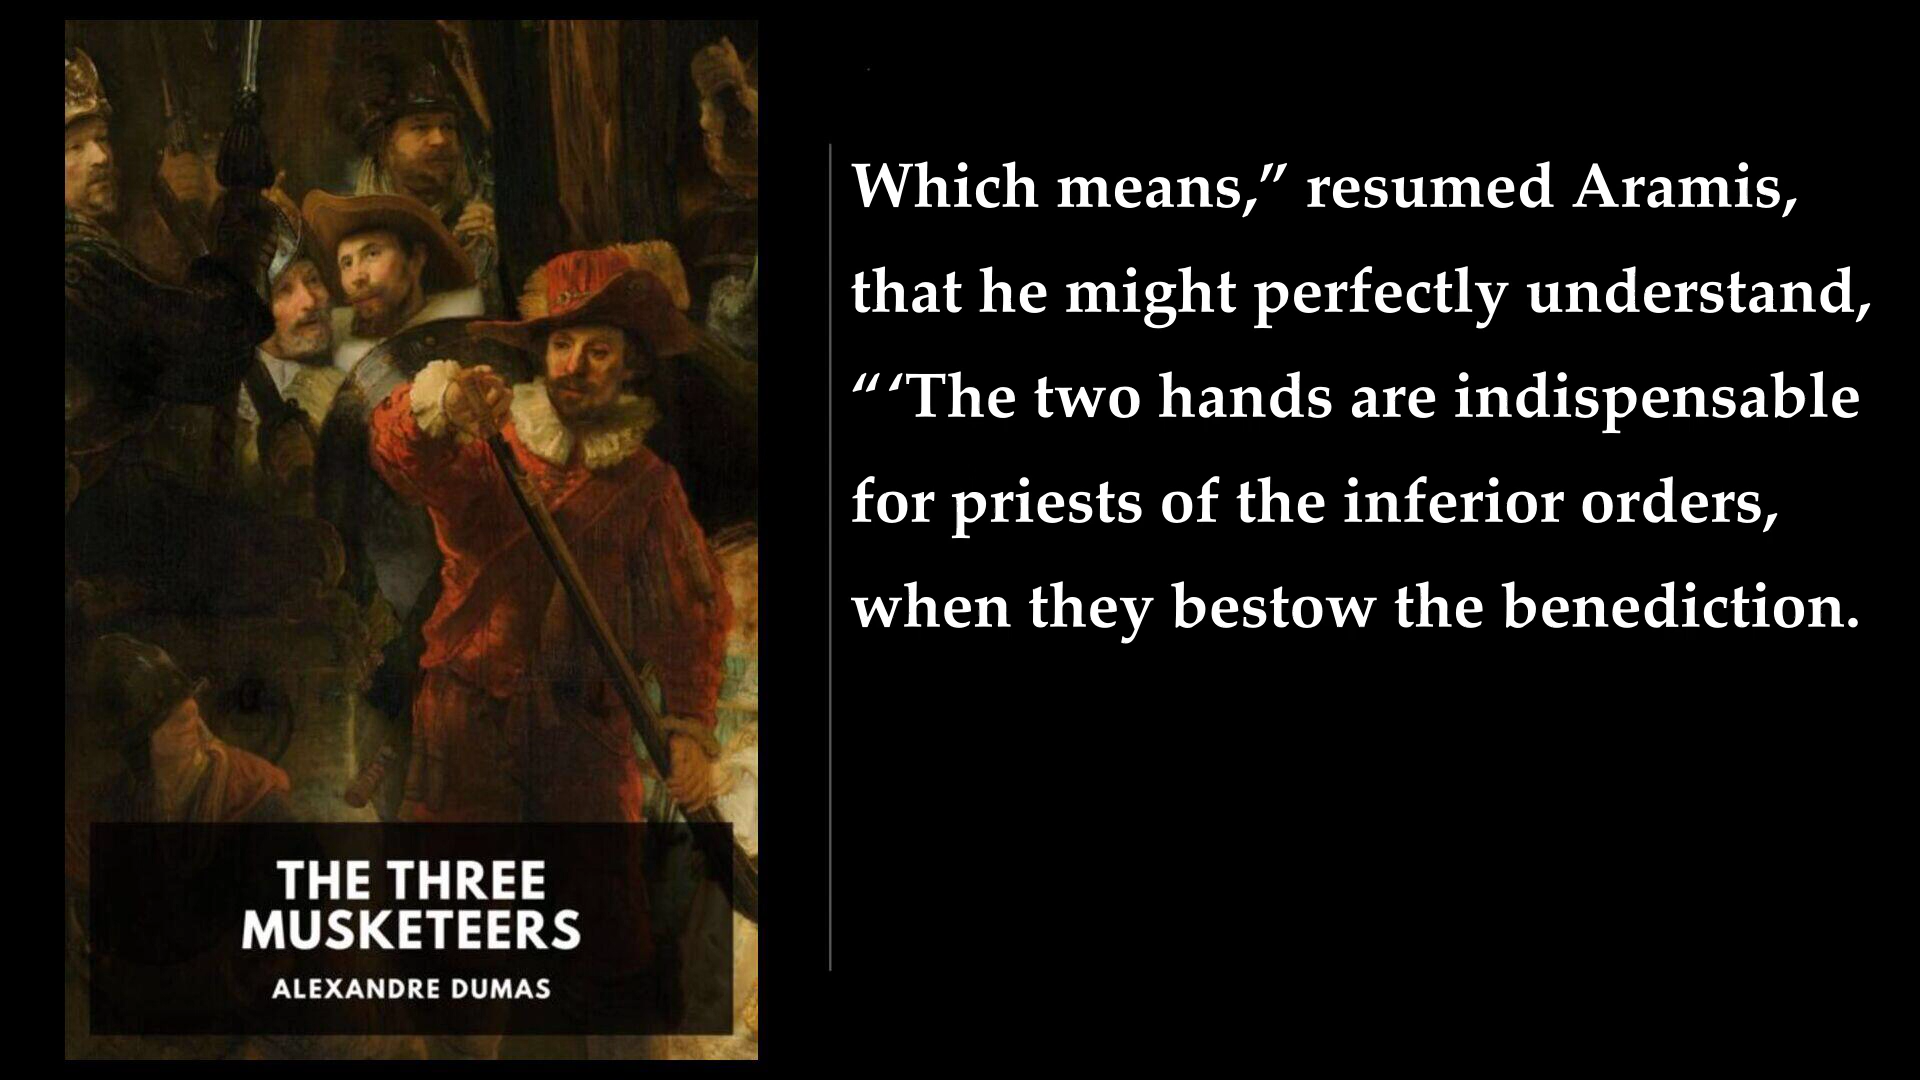 Which means,” resumed Aramis,
that he might perfectly understand,
“‘The two hands are indispensable
for priests of the inferior orders,
when they bestow the benediction.
THE THREE
MUSKETEERS
ALEXANDRE DUMAS